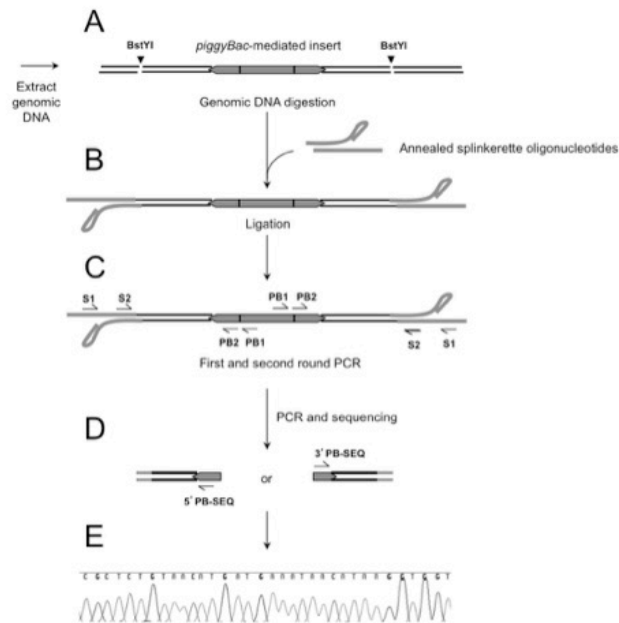 A
BstYI
piggyBac-mediated insert
BstYI
Extract
genomic
DNA
Genomic DNA digestion
Annealed splinkerette oligonucleotides
B
Ligation
C
S1
S2
PB1
PB2
PB2
PB1
S2
S1
First and second round PCR
PCR and sequencing
D
3' PB-SEQ
or
5' PB-SEQ
E